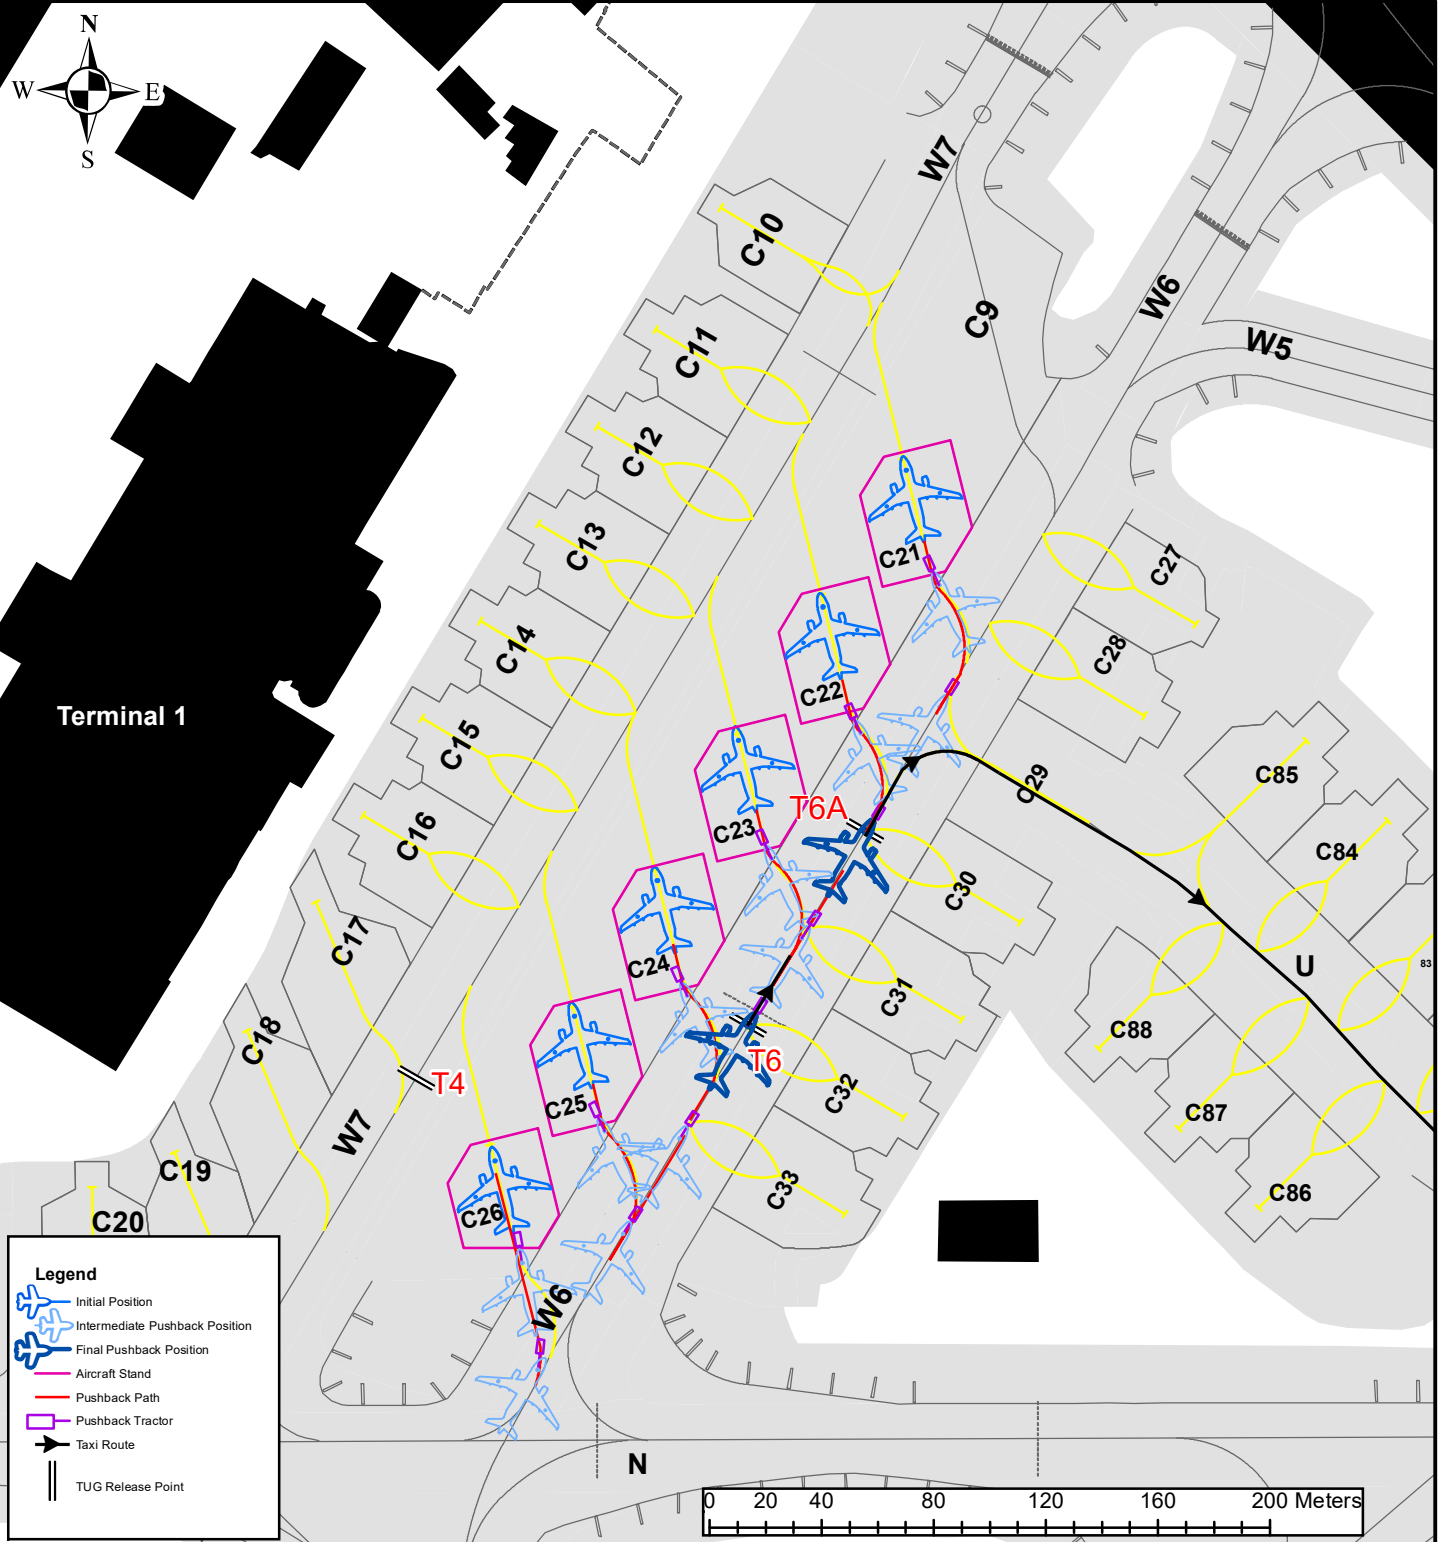 N
W E
S
W7
C10
C9
W6
W5
C11
C12
C13
C14
C15
C16
C17
C18
C19
C20
C21
C22
C23
C24
C25
C26
C27
C28
C29
C30
C31
C32
C33
C85
C84
83
U
C88
C87
C86
Terminal 1
T6A
T6
T4
W7
W6
N
Legend
Initial Position
Intermediate Pushback Position
Final Pushback Position
Aircraft Stand
Pushback Path
Pushback Tractor
Taxi Route
TUG Release Point
0 20 40 80 120 160 200 Meters